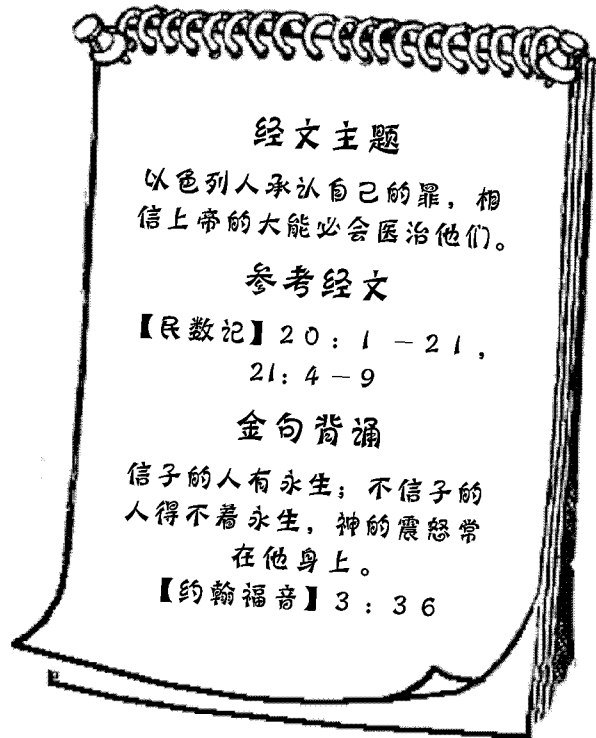 经文主题
以色列人承认自己的罪，相
信上帝的大能必会医治他们。
参考经文
【民数记】20：1－21，
21：4－9
金句背诵
信子的人有永生；不信子的
人得不着永生，神的震怒常
在他身上。
【约翰福音】3：36